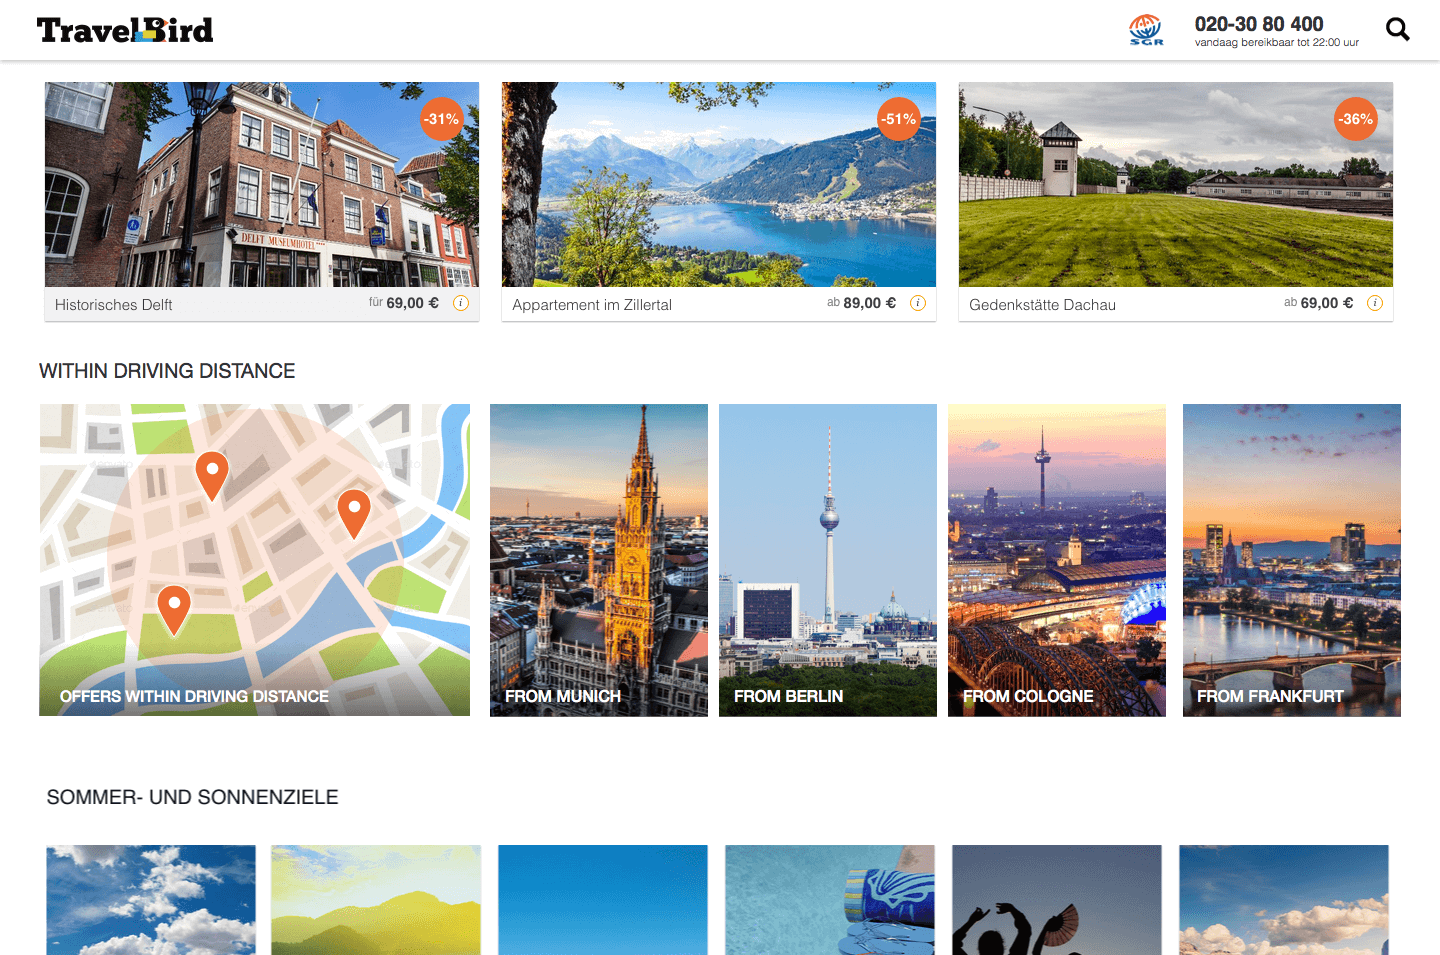 TravelBird
SGR
020-30 80 400
vandaag bereikbaar tot 22:00 uur
-31%
-51%
-36%
DELFT MUSEUMHOTEL
Historisches Delft
für 69,00 €
i
Appartement im Zillertal
ab 89,00 €
i
Gedenkstätte Dachau
ab 69,00 €
i
WITHIN DRIVING DISTANCE
OFFERS WITHIN DRIVING DISTANCE
FROM MUNICH
FROM BERLIN
FROM COLOGNE
FROM FRANKFURT
SOMMER- UND SONNENZIELE